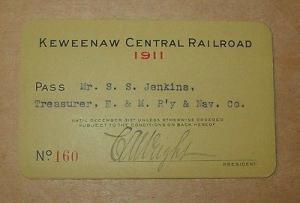 KEWEENAW CENTRAL RAILROAD
1911
PASS Mr. S. S. Jenkins,
Treasurer, E. & M. R'y & Nav. Co.
UNTIL DECEMBER 31ST UNLESS OTHERWISE ORDERED
SUBJECT TO THE CONDITIONS ON BACK HEREOF
No 160
PRESIDENT